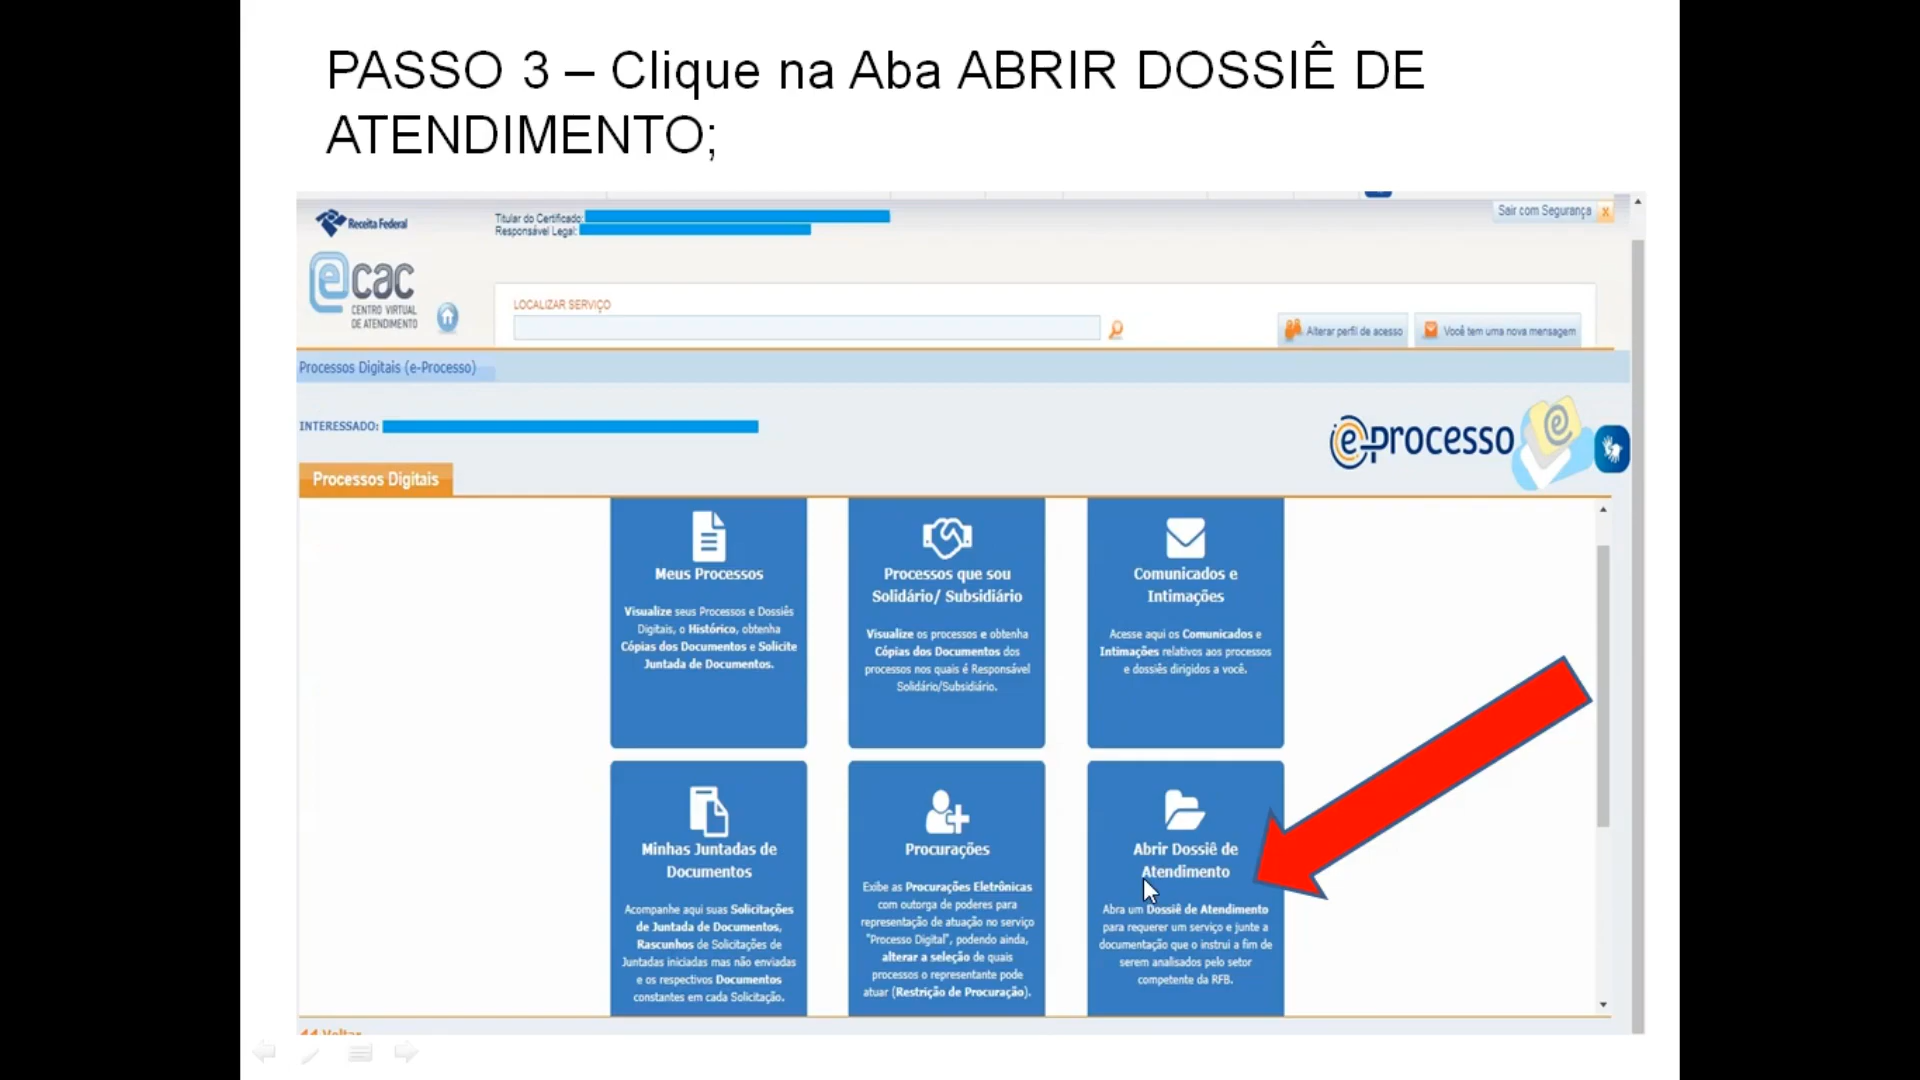 PASSO 3 – Clique na Aba ABRIR DOSSIÊ DE
ATENDIMENTO;
Receita Federal
Titular do Certificado:
Responsável Legal:
Sair com Segurança x
e cac
CENTRO VIRTUAL
DE ATENDIMENTO
LOCALIZAR SERVIÇO
Alterar perfil de acesso
Você tem uma nova mensagem
Processos Digitais (e-Processo)
INTERESSADO:
e-processo
Processos Digitais
Meus Processos
Visualize seus Processos e Dossiês
Digitais, o Histórico, obtenha
Cópias dos Documentos e Solicite
Juntada de Documentos.
Processos que sou
Solidário/ Subsidiário
Visualize os processos e obtenha
Cópias dos Documentos dos
processos nos quais é Responsável
Solidário/Subsidiário.
Comunicados e
Intimações
Acesse aqui os Comunicados e
Intimações relativos aos processos
e dossiês dirigidos a você.
Minhas Juntadas de
Documentos
Acompanhe aqui suas Solicitações
de Juntada de Documentos,
Rascunhos de Solicitações de
Juntadas iniciadas mas não enviadas
e os respectivos Documentos
constantes em cada Solicitação.
Procurações
Exibe as Procurações Eletrônicas
com outorga de poderes para
representação de atuação no serviço
"Processo Digital", podendo ainda,
alterar a seleção de quais
processos o representante pode
atuar (Restrição de Procuração).
Abrir Dossiê de
Atendimento
Abra um Dossiê de Atendimento
para requerer um serviço e junte a
documentação que o instrui a fim de
serem analisados pelo setor
competente da RFB.
Voltar